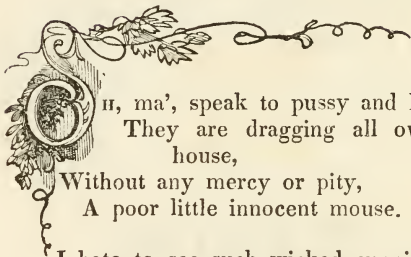 OH, ma', speak to pussy and
They are dragging all
house,
Without any mercy or pity,
A poor little innocent mouse.
I hate to see such wicked